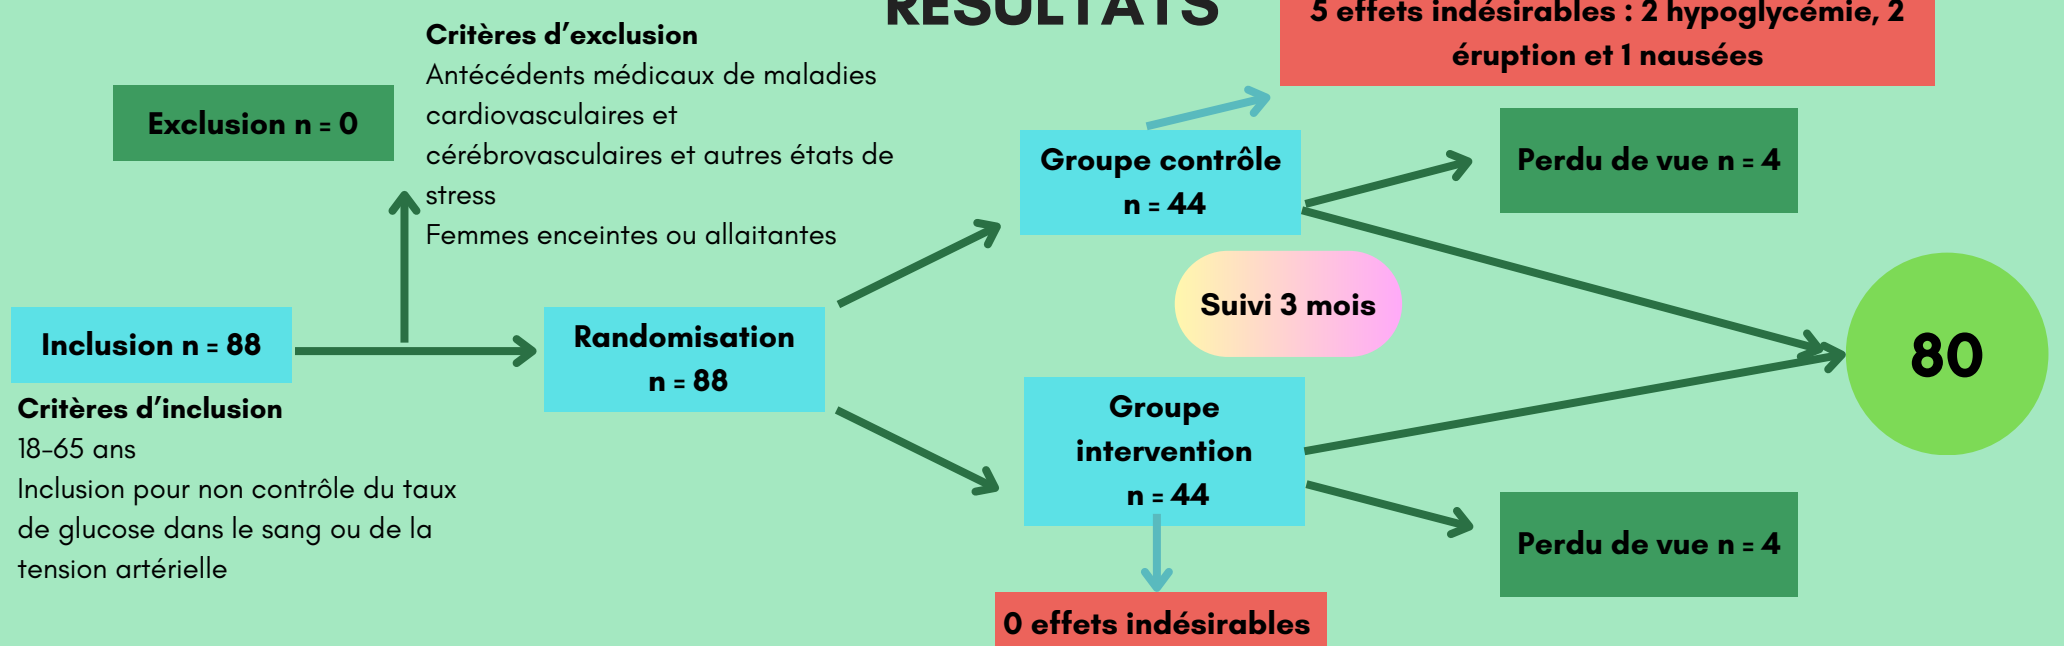 RÉSULTATS
5 effets indésirables : 2 hypoglycémie, 2
éruption et 1 nausées
Critères d’exclusion
Antécédents médicaux de maladies
cardiovasculaires et
cérébrovasculaires et autres états de
stress
Femmes enceintes ou allaitantes
Exclusion n = 0
Groupe contrôle
n = 44
Perdu de vue n = 4
Suivi 3 mois
Inclusion n = 88
Randomisation
n = 88
80
Critères d’inclusion
18-65 ans
Inclusion pour non contrôle du taux
de glucose dans le sang ou de la
tension artérielle
Groupe
intervention
n = 44
Perdu de vue n = 4
0 effets indésirables